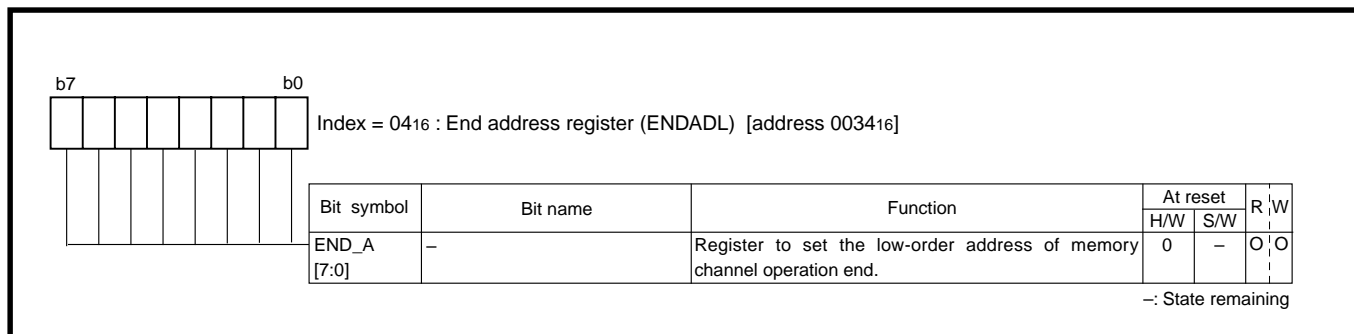 b7 b0
Index = 0416 : End address register (ENDADL) [address 003416]
Bit symbol Bit name Function At reset R W
H/W S/W
END_A – Register to set the low-order address of memory 0 – O O
[7:0] channel operation end.
–: State remaining